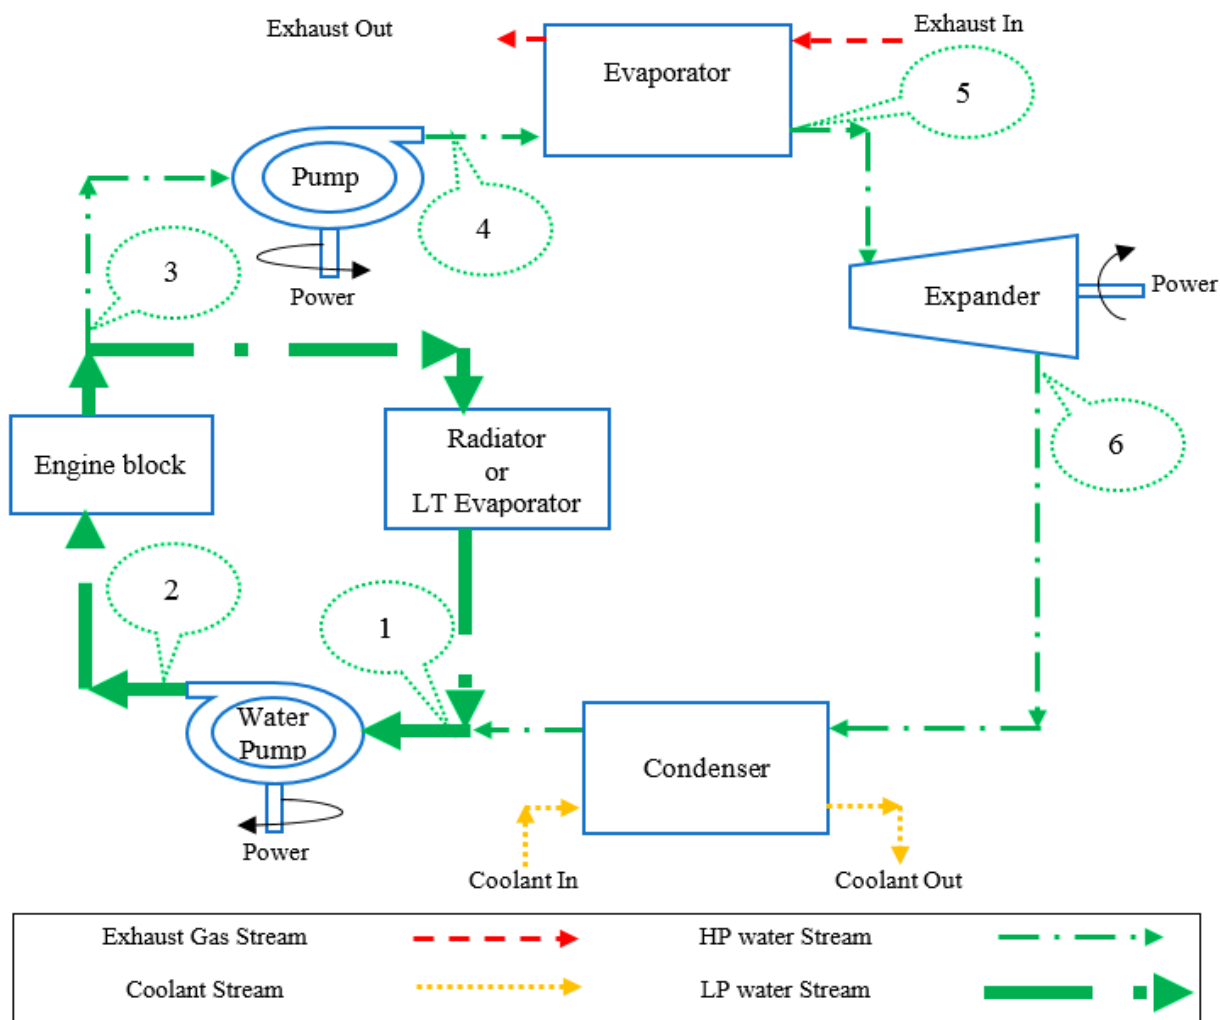 Exhaust Out
Exhaust In
Evaporator
5
Pump
4
3
Power
Expander
Power
Engine block
Radiator
or
LT Evaporator
6
2
1
Water
Pump
Condenser
Power
Coolant In
Coolant Out
Exhaust Gas Stream
HP water Stream
Coolant Stream
LP water Stream